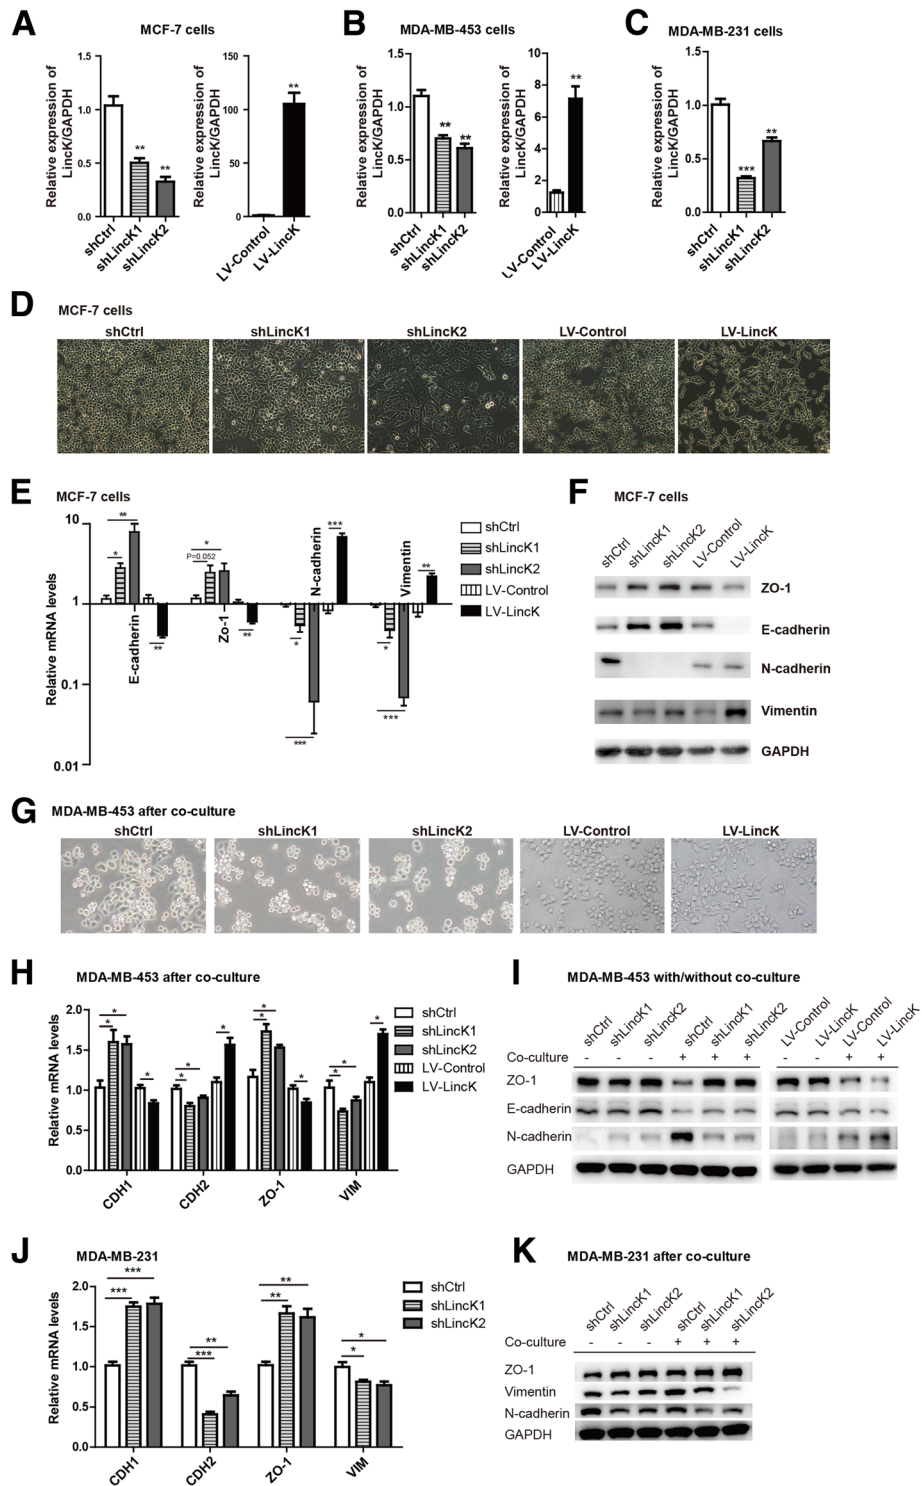 A
MCF-7 cells
Relative expression of
LincK/GAPDH
1.5
1.0
0.5
0.0
**
**
shCtrl
shLincK1
shLincK2
Relative expression of
LincK/GAPDH
150
100
50
0
**
LV-Control
LV-LincK
B
MDA-MB-453 cells
Relative expression of
LincK/GAPDH
1.5
1.0
0.5
0.0
**
**
shCtrl
shLincK1
shLincK2
Relative expression of
LincK/GAPDH
10
8
6
4
2
0
**
LV-Control
LV-LincK
C
MDA-MB-231 cells
Relative expression of
LincK/GAPDH
1.5
1.0
0.5
0.0
***
**
shCtrl
shLincK1
shLincK2
D
MCF-7 cells
shCtrl shLincK1 shLincK2 LV-Control LV-LincK
E
MCF-7 cells
Relative mRNA levels
10
1
0.1
0.01
**
*
**
E-cadherin
*
P=0.052
**
Zo-1
***
*
***
N-cadherin
**
*
***
Vimentin
shCtrl
shLincK1
shLincK2
LV-Control
LV-LincK
F
MCF-7 cells
shCtrl shLincK1 shLincK2 LV-Control LV-LincK
ZO-1
E-cadherin
N-cadherin
Vimentin
GAPDH
G
MDA-MB-453 after co-culture
shCtrl shLincK1 shLincK2 LV-Control LV-LincK
H
MDA-MB-453 after co-culture
Relative mRNA levels
2.0
1.5
1.0
0.5
0.0
*
*
*
*
*
*
*
*
*
*
*
*
CDH1 CDH2 ZO-1 VIM
shCtrl
shLincK1
shLincK2
LV-Control
LV-LincK
I
MDA-MB-453 with/without co-culture
shCtrl shLincK1 shLincK2 shCtrl shLincK1 shLincK2 LV-Control LV-LincK LV-Control LV-LincK
Co-culture - - - + + + - - + +
ZO-1
E-cadherin
N-cadherin
GAPDH
J
MDA-MB-231
Relative mRNA levels
2.0
1.5
1.0
0.5
0.0
***
***
**
***
**
**
*
*
CDH1 CDH2 ZO-1 VIM
shCtrl
shLincK1
shLincK2
K
MDA-MB-231 after co-culture
shCtrl shLincK1 shLincK2 shCtrl shLincK1 shLincK2
Co-culture - - - + + +
ZO-1
Vimentin
N-cadherin
GAPDH